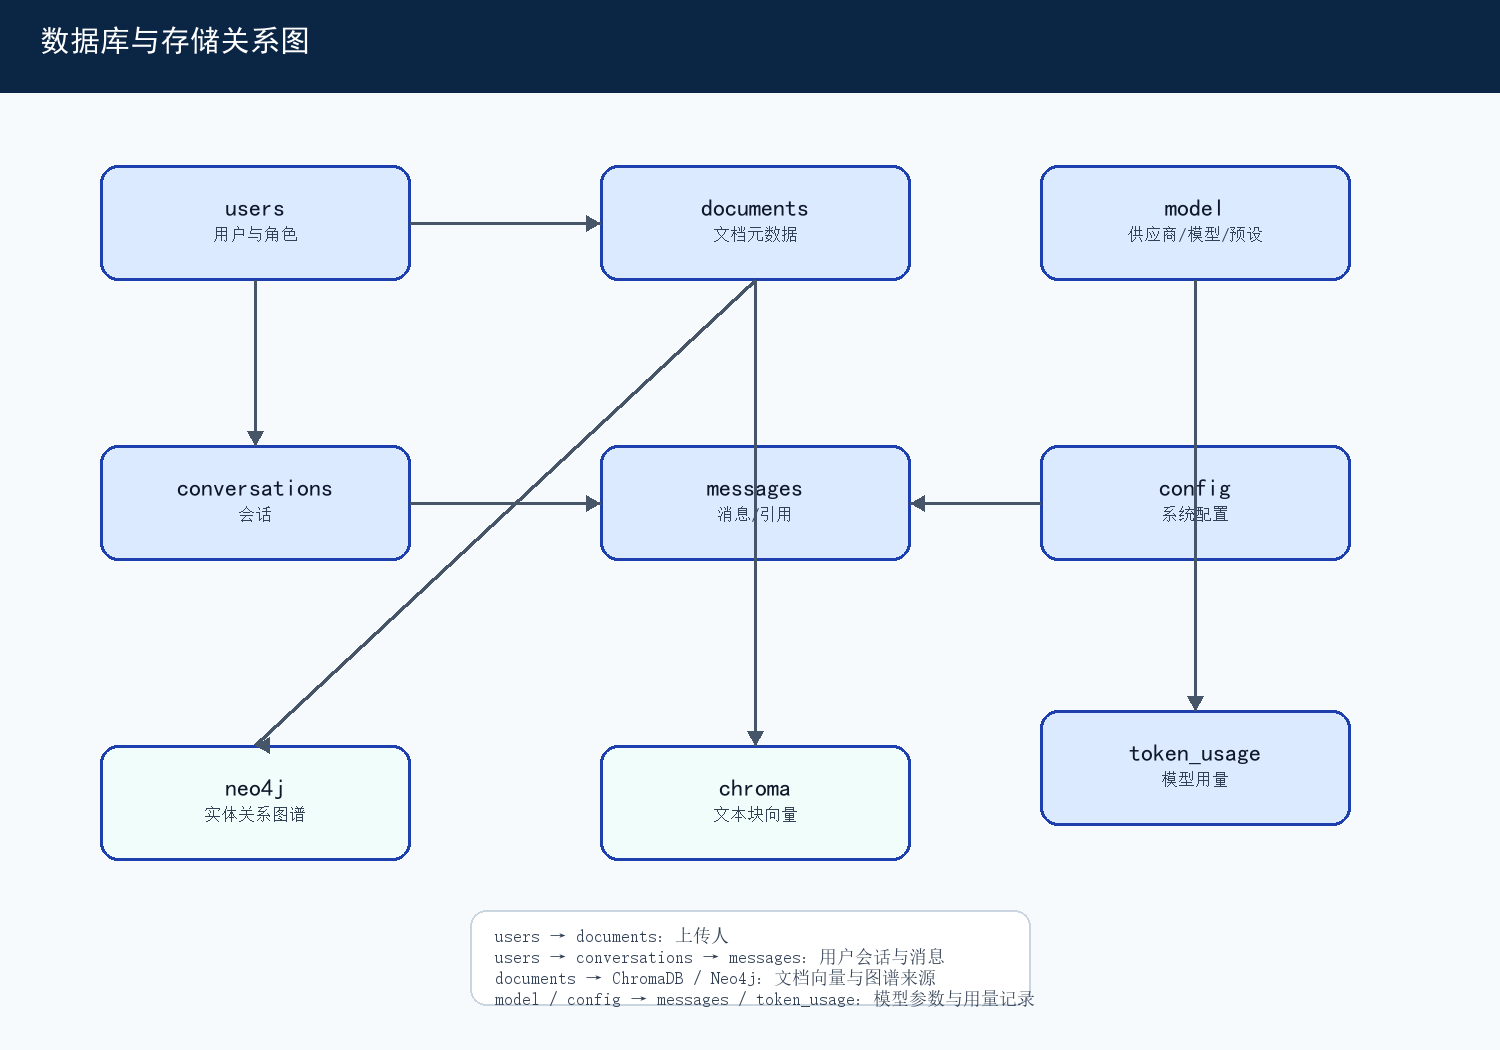 数据库与存储关系图
users
用户与角色
documents
文档元数据
model
供应商/模型/预设
conversations
会话
messages
消息/引用
config
系统配置
neo4j
实体关系图谱
chroma
文本块向量
token_usage
模型用量
users → documents: 上传人
users → conversations → messages: 用户会话与消息
documents → ChromaDB / Neo4j: 文档向量与图谱来源
model / config → messages / token_usage: 模型参数与用量记录